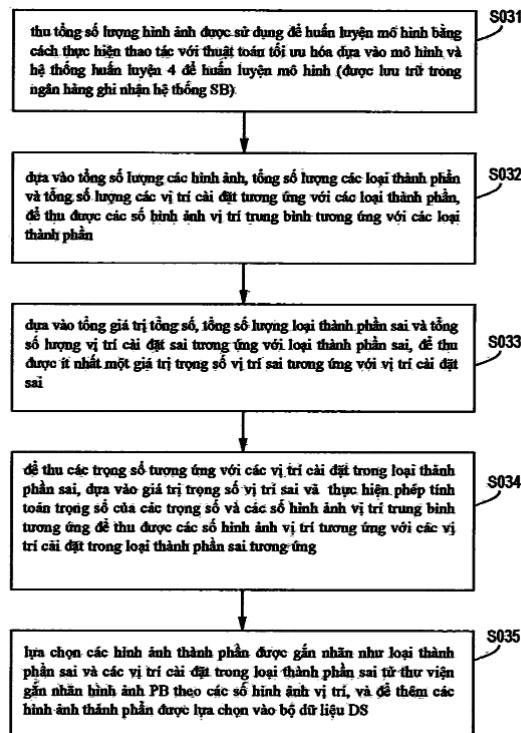 S031
thu tổng số lượng hình ảnh được sử dụng để huấn luyện mô hình bằng
cách thực hiện thao tác với thuật toán tối ưu hóa dựa vào mô hình và
hệ thống huấn luyện 4 để huấn luyện mô hình (được lưu trữ trong
ngân hàng ghi nhận hệ thống SB)
S032
dựa vào tổng số lượng các hình ảnh, tổng số lượng các loại thành phần
và tổng số lượng các vị trí cài đặt tương ứng với các loại thành phần,
để thu được các số hình ảnh vị trí trung bình tương ứng với các loại
thành phần
S033
dựa vào tổng giá trị tổng số, tổng số lượng loại thành phần sai và tổng
số lượng vị trí cài đặt sai tương ứng với loại thành phần sai, để thu
được ít nhất một giá trị trọng số vị trí sai tương ứng với vị trí cài đặt
sai
S034
để thu các trọng số tương ứng với các vị trí cài đặt trong loại thành
phần sai, dựa vào giá trị trọng số vị trí sai và thực hiện phép tính
toán trọng số của các trọng số và các số hình ảnh vị trí trung bình
tương ứng để thu được các số hình ảnh vị trí tương ứng với các vị
trí cài đặt trong loại thành phần sai tương ứng
S035
lựa chọn các hình ảnh thành phần được gắn nhãn như loại thành
phần sai và các vị trí cài đặt trong loại thành phần sai từ thư viện
gắn nhãn hình ảnh PB theo các số hình ảnh vị trí, và để thêm các
hình ảnh thành phần được lựa chọn vào bộ dữ liệu DS